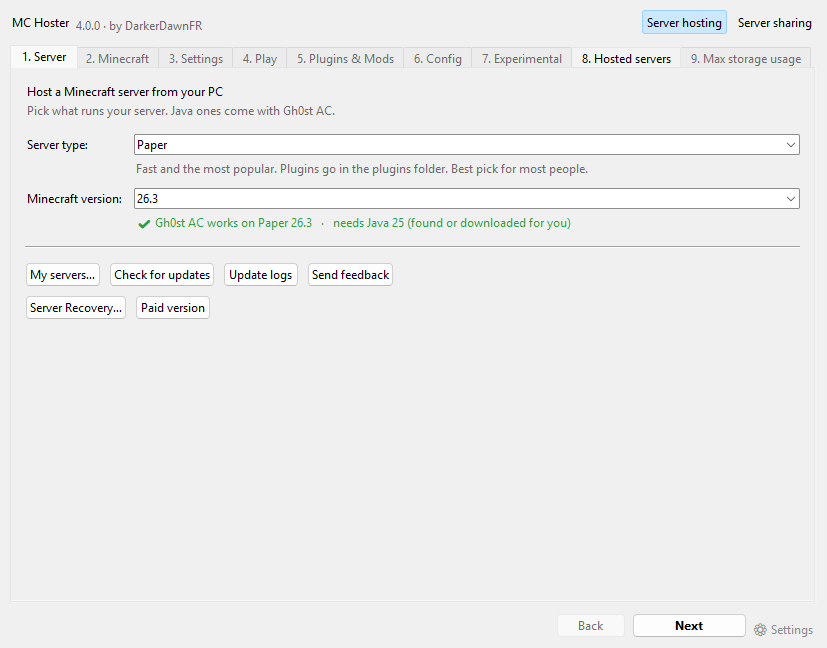 MC Hoster 4.0.0 · by DarkerDawnFR Server hosting Server sharing
1. Server 2. Minecraft 3. Settings 4. Play 5. Plugins & Mods 6. Config 7. Experimental 8. Hosted servers 9. Max storage usage
Host a Minecraft server from your PC
Pick what runs your server. Java ones come with Gh0st AC.
Server type: Paper
Fast and the most popular. Plugins go in the plugins folder. Best pick for most people.
Minecraft version: 26.3
Gh0st AC works on Paper 26.3 · needs Java 25 (found or downloaded for you)
My servers... Check for updates Update logs Send feedback
Server Recovery... Paid version
Back Next Settings